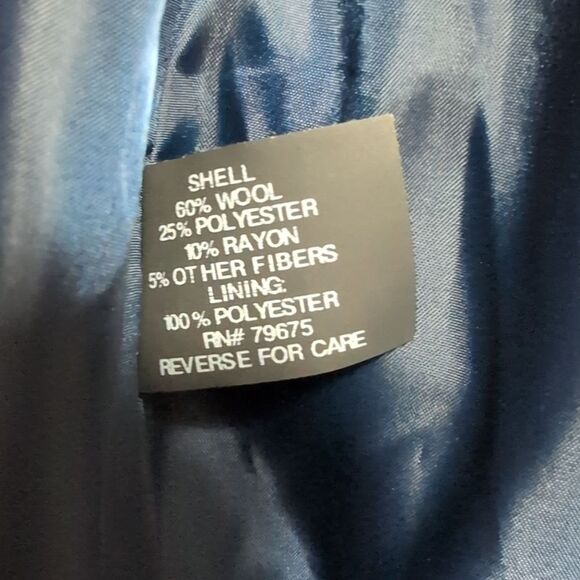 SHELL
60% WOOL
25% POLYESTER
10% RAYON
5% OTHER FIBERS
LINING:
100% POLYESTER
RN# 79675
REVERSE FOR CARE